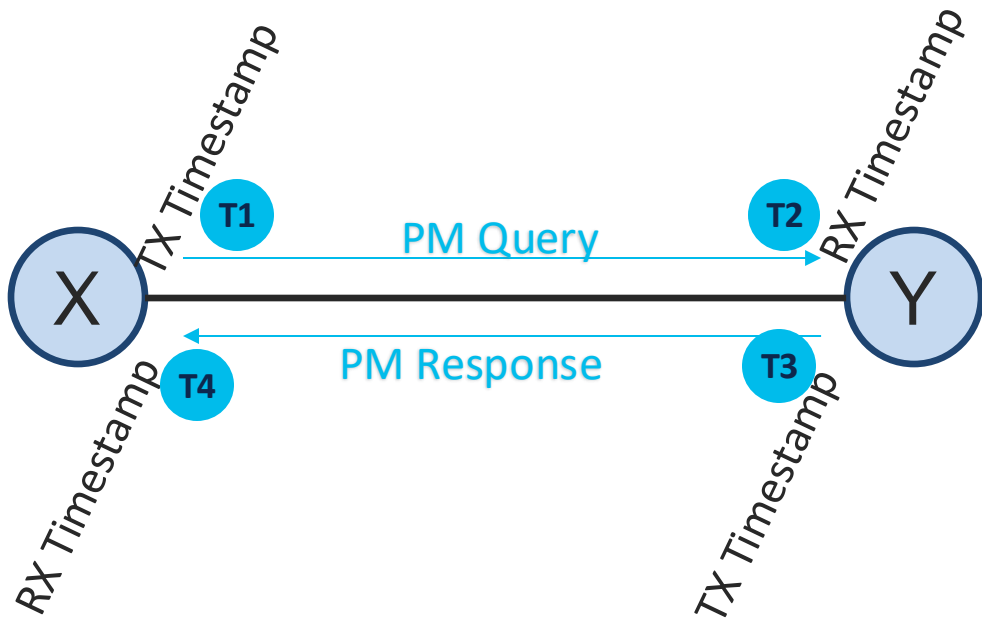 TX Timestamp
RX Timestamp
T1
T2
PM Query
X
Y
PM Response
T3
T4
RX Timestamp
TX Timestamp